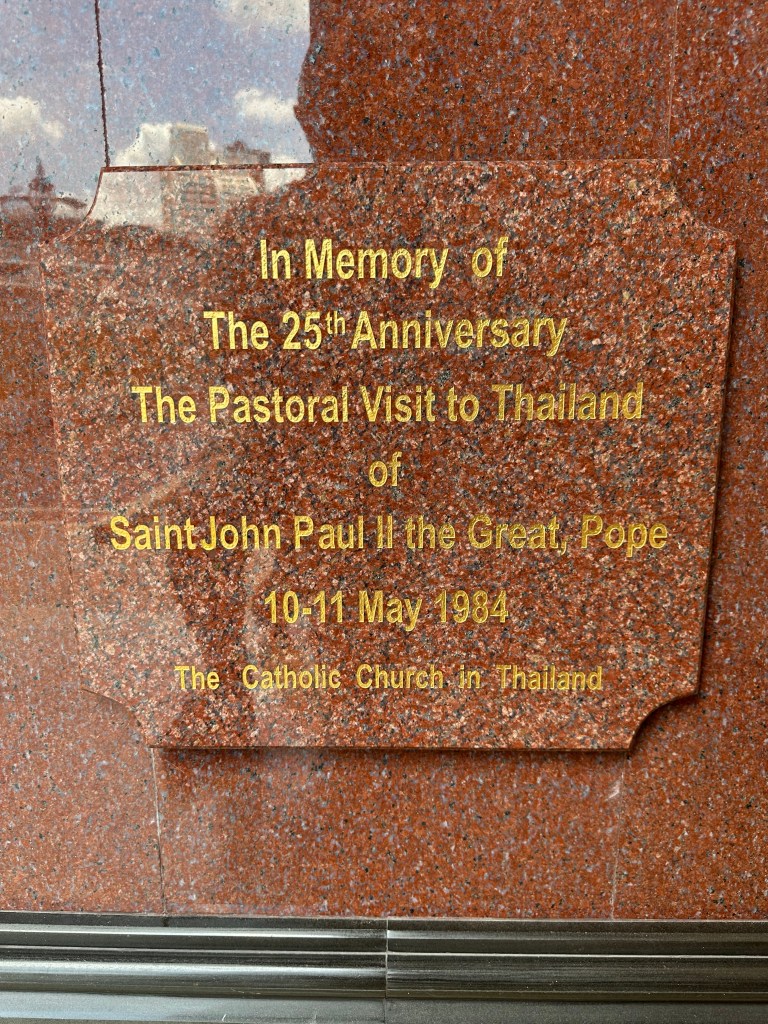 In Memory of
The 25th Anniversary
The Pastoral Visit to Thailand
of
Saint John Paul II the Great, Pope
10-11 May 1984
The Catholic Church in Thailand